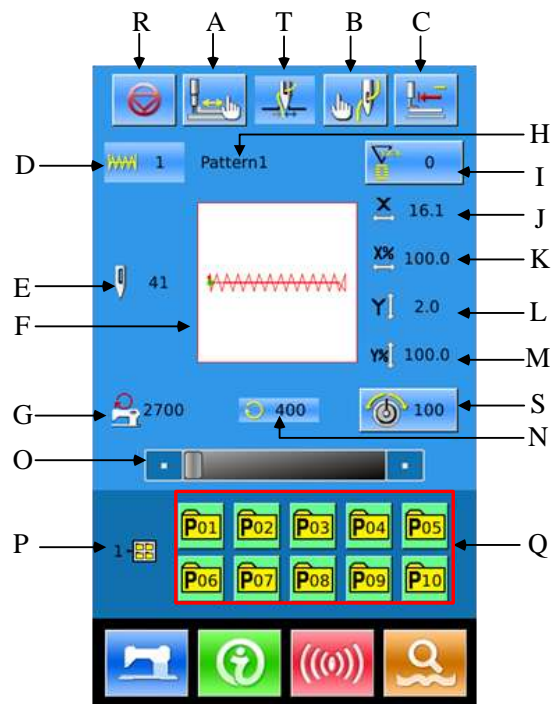 R A T B C
H
D 1 Pattern1 0 I
X 16.1 J
X% 100.0 K
E 41
Y 2.0 L
F
Y% 100.0 M
G 2700 400 100 S
N
O
P01 P02 P03 P04 P05
P 1- Q
P06 P07 P08 P09 P10